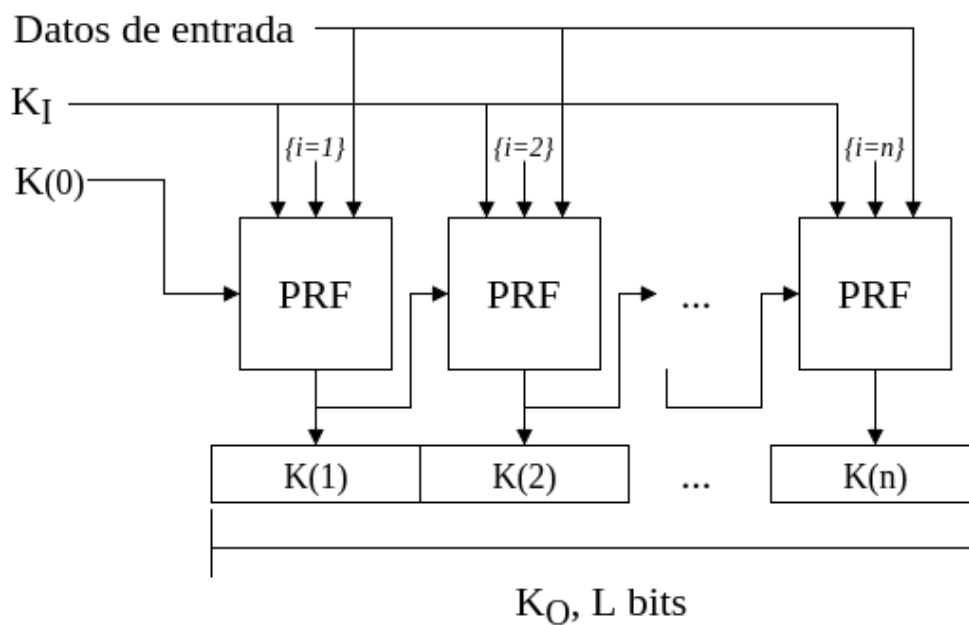 Datos de entrada
K_I
{i=1} {i=2} {i=n}
K(0)
PRF PRF ... PRF
K(1) K(2) ... K(n)
K_O, L bits